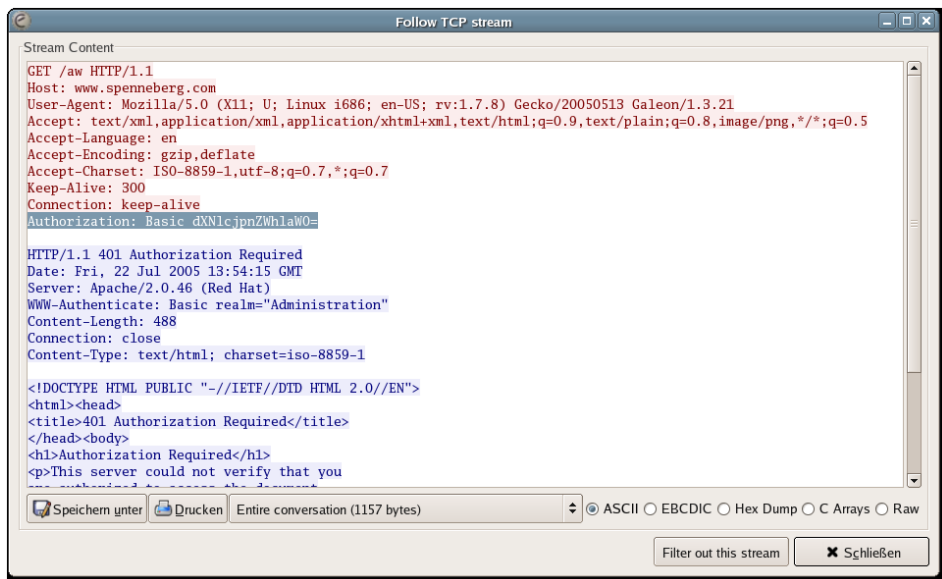 Follow TCP stream
Stream Content
GET /aw HTTP/1.1
Host: www.spenneberg.com
User-Agent: Mozilla/5.0 (X11; U; Linux i686; en-US; rv:1.7.8) Gecko/20050513 Galeon/1.3.21
Accept: text/xml,application/xml,application/xhtml+xml,text/html;q=0.9,text/plain;q=0.8,image/png,*/*;q=0.5
Accept-Language: en
Accept-Encoding: gzip,deflate
Accept-Charset: ISO-8859-1,utf-8;q=0.7,*;q=0.7
Keep-Alive: 300
Connection: keep-alive
Authorization: Basic dXNlcjpnZWhlaW0=
HTTP/1.1 401 Authorization Required
Date: Fri, 22 Jul 2005 13:54:15 GMT
Server: Apache/2.0.46 (Red Hat)
WWW-Authenticate: Basic realm="Administration"
Content-Length: 488
Connection: close
Content-Type: text/html; charset=iso-8859-1
<!DOCTYPE HTML PUBLIC "-//IETF//DTD HTML 2.0//EN">
<html><head>
<title>401 Authorization Required</title>
</head><body>
<h1>Authorization Required</h1>
<p>This server could not verify that you
are authorized to access the document
Speichern unter Drucken Entire conversation (1157 bytes) ASCII EBCDIC Hex Dump C Arrays Raw
Filter out this stream Schließen